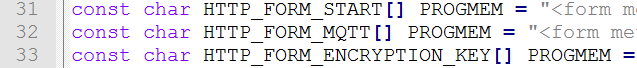 31 const char HTTP_FORM_START[] PROGMEM = "<form m
32 const char HTTP_FORM_MQTT[] PROGMEM = "<form me
33 const char HTTP_FORM_ENCRYPTION_KEY[] PROGMEM =